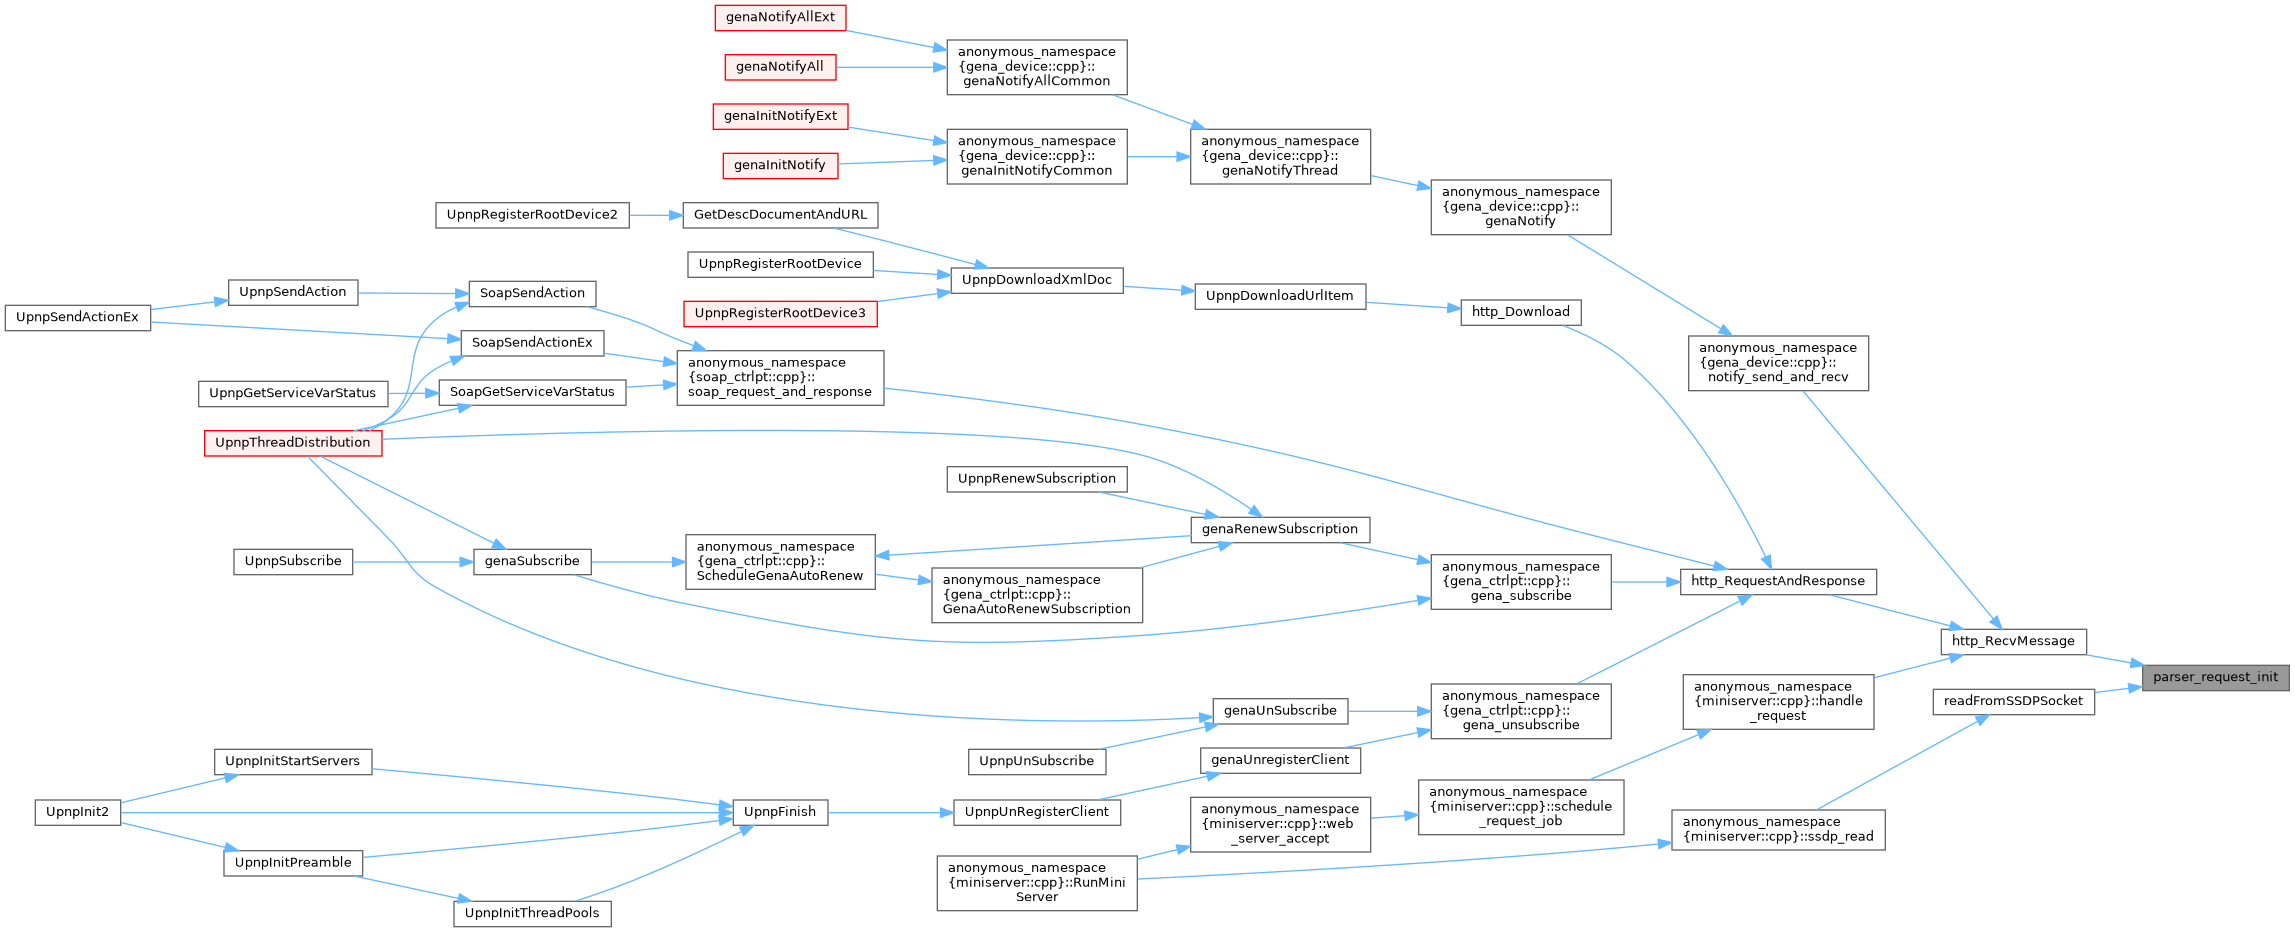 genaNotifyAllExt
anonymous_namespace
{gena_device::cpp}::
genaNotifyAllCommon
genaNotifyAll
genaInitNotifyExt
anonymous_namespace
{gena_device::cpp}::
genaInitNotifyCommon
genaInitNotify
anonymous_namespace
{gena_device::cpp}::
genaNotifyThread
anonymous_namespace
{gena_device::cpp}::
genaNotify
UpnpRegisterRootDevice2
GetDescDocumentAndURL
UpnpRegisterRootDevice
UpnpDownloadXmlDoc
UpnpRegisterRootDevice3
UpnpDownloadUrlItem
http_Download
UpnpSendActionEx
UpnpSendAction
SoapSendAction
SoapSendActionEx
anonymous_namespace
{soap_ctrlpt::cpp}::
soap_request_and_response
UpnpGetServiceVarStatus
SoapGetServiceVarStatus
anonymous_namespace
{gena_device::cpp}::
notify_send_and_recv
UpnpThreadDistribution
UpnpRenewSubscription
genaRenewSubscription
UpnpSubscribe
genaSubscribe
anonymous_namespace
{gena_ctrlpt::cpp}::
ScheduleGenaAutoRenew
anonymous_namespace
{gena_ctrlpt::cpp}::
GenaAutoRenewSubscription
anonymous_namespace
{gena_ctrlpt::cpp}::
gena_subscribe
http_RequestAndResponse
http_RecvMessage
parser_request_init
anonymous_namespace
{miniserver::cpp}::handle
_request
readFromSSDPSocket
genaUnSubscribe
anonymous_namespace
{gena_ctrlpt::cpp}::
gena_unsubscribe
UpnpUnSubscribe
genaUnregisterClient
UpnpInitStartServers
UpnpInit2
UpnpFinish
UpnpUnRegisterClient
anonymous_namespace
{miniserver::cpp}::web
_server_accept
anonymous_namespace
{miniserver::cpp}::schedule
_request_job
anonymous_namespace
{miniserver::cpp}::ssdp_read
UpnpInitPreamble
anonymous_namespace
{miniserver::cpp}::RunMini
Server
UpnpInitThreadPools